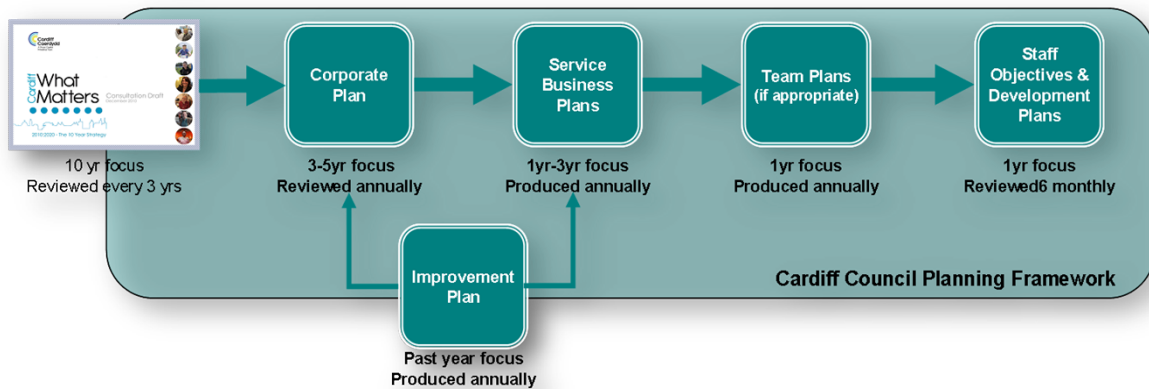 Cardiff
Caerdydd
Cardiff
What
Matters
Consultation Draft
2010/2020 - The 10 Year Strategy
10 yr focus
Reviewed every 3 yrs
Corporate
Plan
3-5yr focus
Reviewed annually
Service
Business
Plans
1yr-3yr focus
Produced annually
Team Plans
(if appropriate)
1yr focus
Produced annually
Staff
Objectives &
Development
Plans
1yr focus
Reviewed6 monthly
Improvement
Plan
Past year focus
Produced annually
Cardiff Council Planning Framework